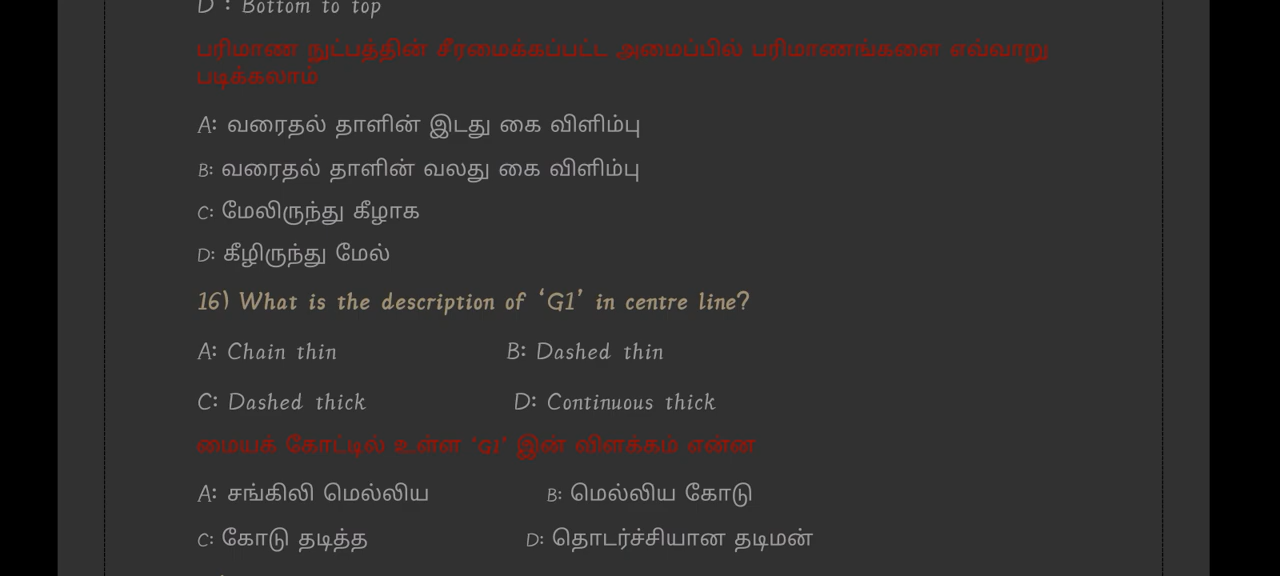 D : Bottom to top
பரிமாண நுட்பத்தின் சீரமைக்கப்பட்ட அமைப்பில் பரிமாணங்களை எவ்வாறு
படிக்கலாம்
A: வரைதல் தாளின் இடது கை விளிம்பு
B: வரைதல் தாளின் வலது கை விளிம்பு
C: மேலிருந்து கீழாக
D: கீழிருந்து மேல்
16) What is the description of ‘G1’ in centre line?
A: Chain thin B: Dashed thin
C: Dashed thick D: Continuous thick
மையக் கோட்டில் உள்ள ‘G1’ இன் விளக்கம் என்ன
A: சங்கிலி மெல்லிய B: மெல்லிய கோடு
C: கோடு தடித்த D: தொடர்ச்சியான தடிமன்